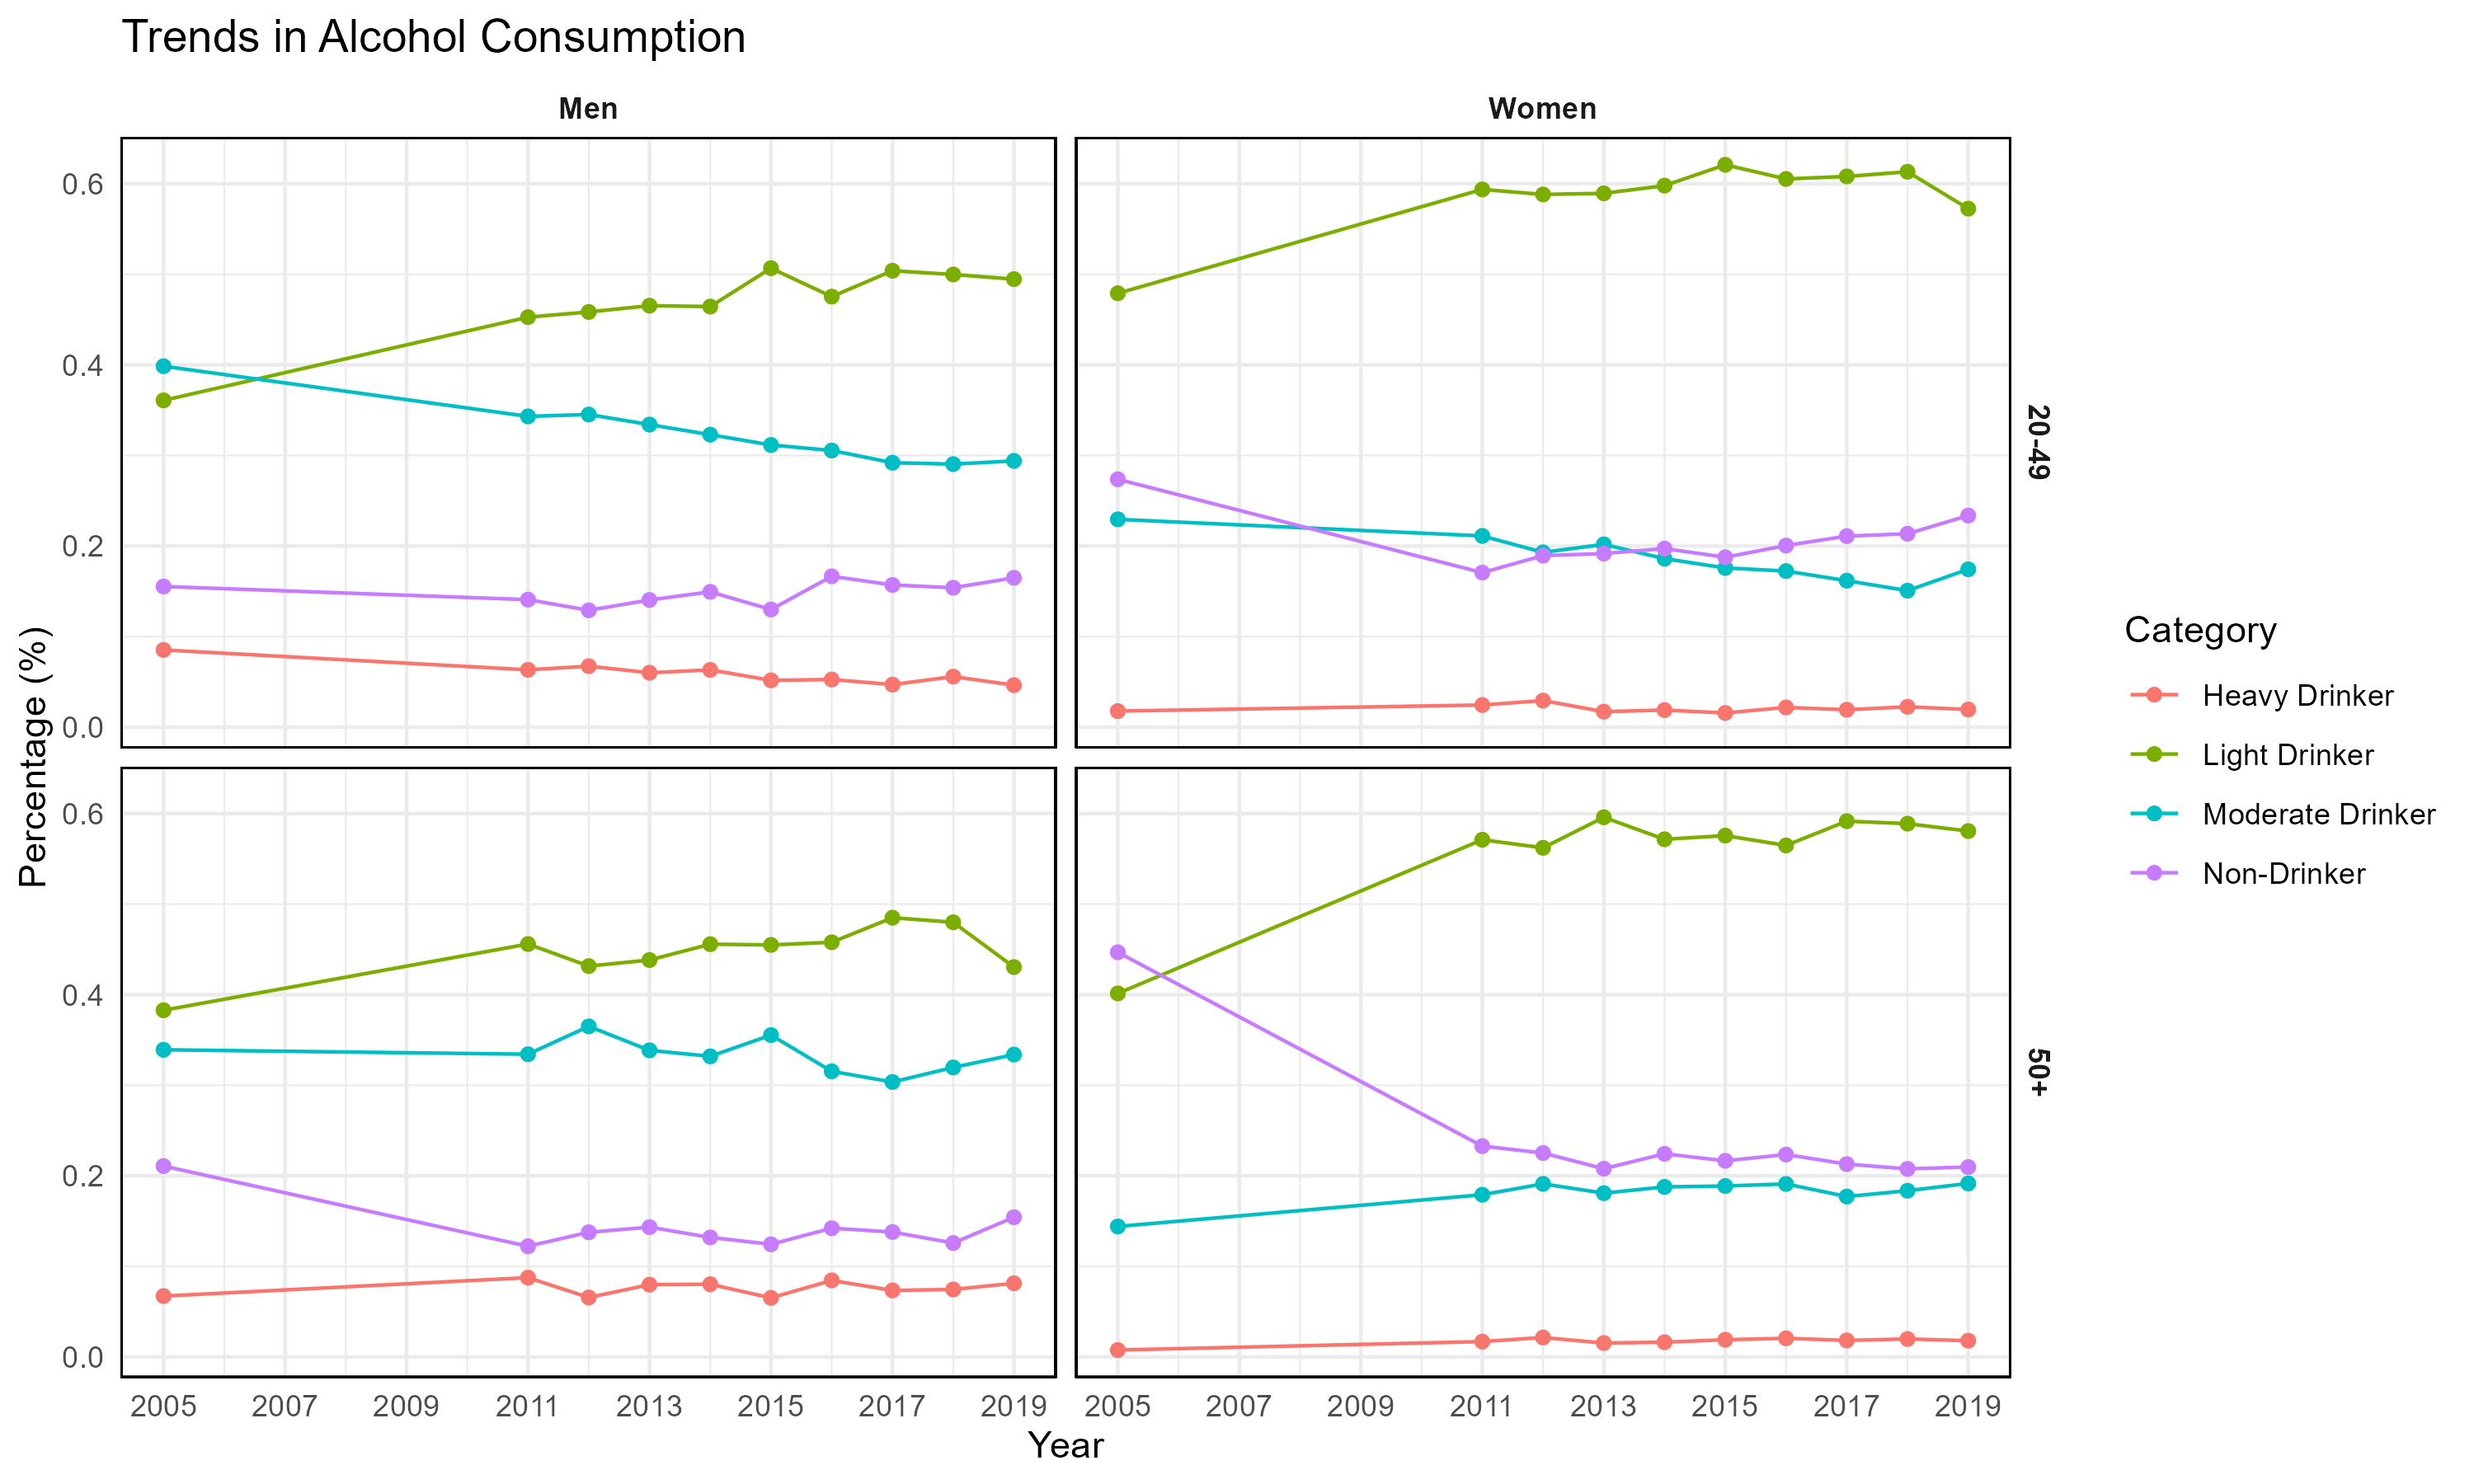 Trends in Alcohol Consumption
Men Women
0.6
0.4
0.2
0.0
20-49
0.6
0.4
0.2
0.0
50+
Percentage (%)
2005 2007 2009 2011 2013 2015 2017 2019 2005 2007 2009 2011 2013 2015 2017 2019
Year
Category
Heavy Drinker
Light Drinker
Moderate Drinker
Non-Drinker